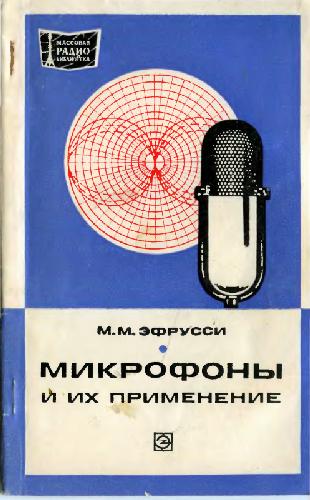 МАССОВАЯ
РАДИО
БИБЛИОТЕКА
М.М. ЭФРУССИ
МИКРОФОНЫ
И ИХ ПРИМЕНЕНИЕ